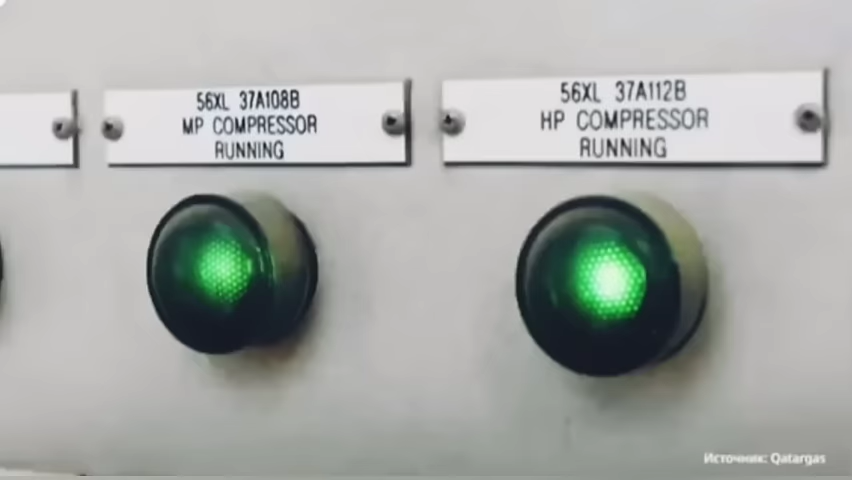 56XL 37A108B
MP COMPRESSOR
RUNNING
56XL 37A112B
HP COMPRESSOR
RUNNING
Источник: Qatargas